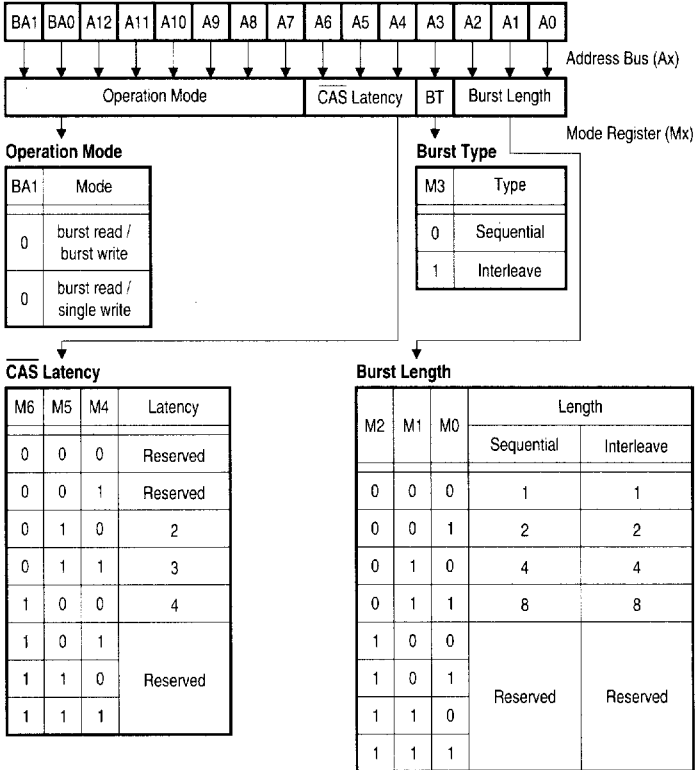 BA1 BA0 A12 A11 A10 A9 A8 A7 A6 A5 A4 A3 A2 A1 A0
Address Bus (Ax)
Operation Mode CAS Latency BT Burst Length
Mode Register (Mx)
Operation Mode
BA1 Mode
0 burst read /
burst write
0 burst read /
single write
Burst Type
M3 Type
0 Sequential
1 Interleave
CAS Latency
M6 M5 M4 Latency
0 0 0 Reserved
0 0 1 Reserved
0 1 0 2
0 1 1 3
1 0 0 4
1 0 1
1 1 0 Reserved
1 1 1
Burst Length
M2 M1 M0 Length
Sequential Interleave
0 0 0 1 1
0 0 1 2 2
0 1 0 4 4
0 1 1 8 8
1 0 0
1 0 1
Reserved Reserved
1 1 0
1 1 1